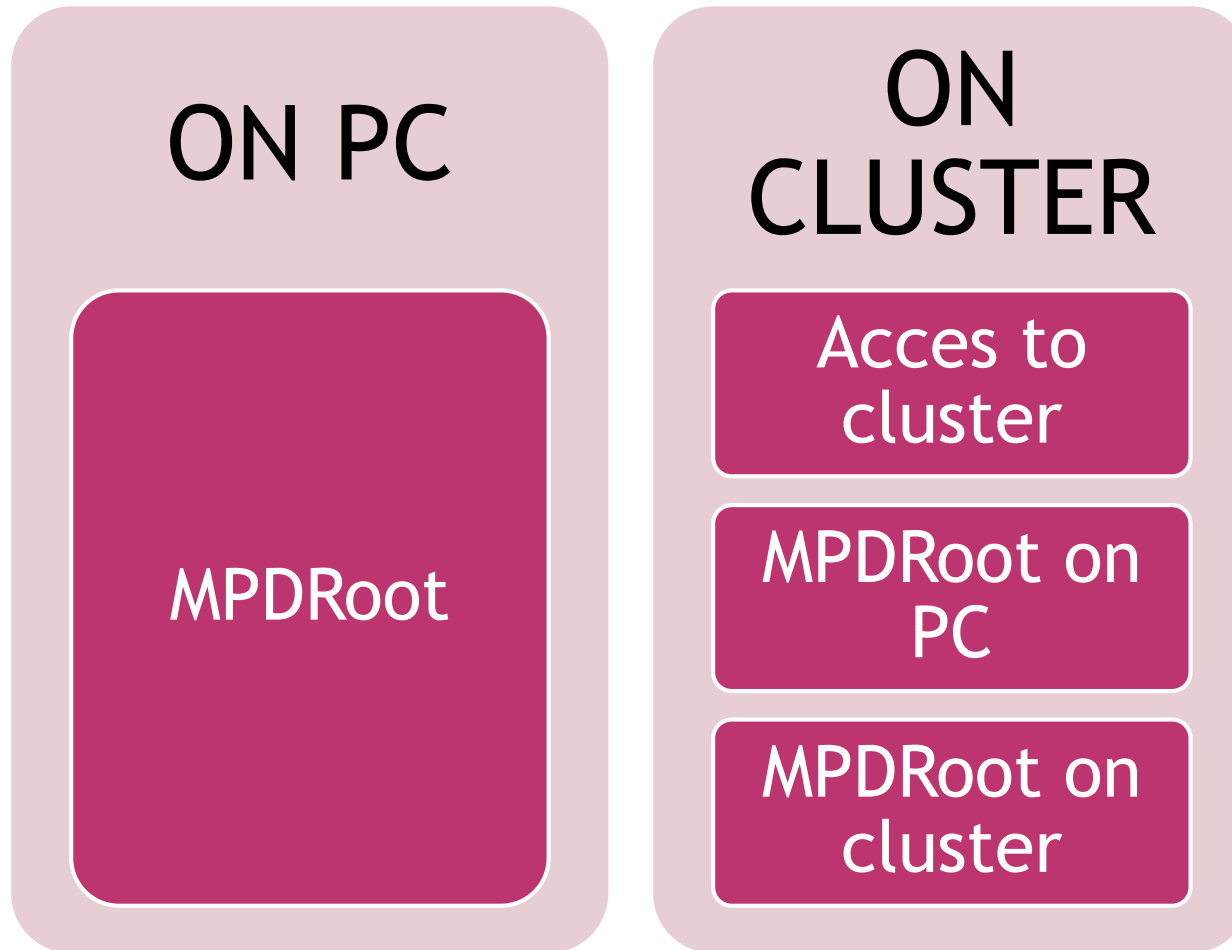 ON PC
MPDRoot
ON
CLUSTER
Acces to
cluster
MPDRoot on
PC
MPDRoot on
cluster